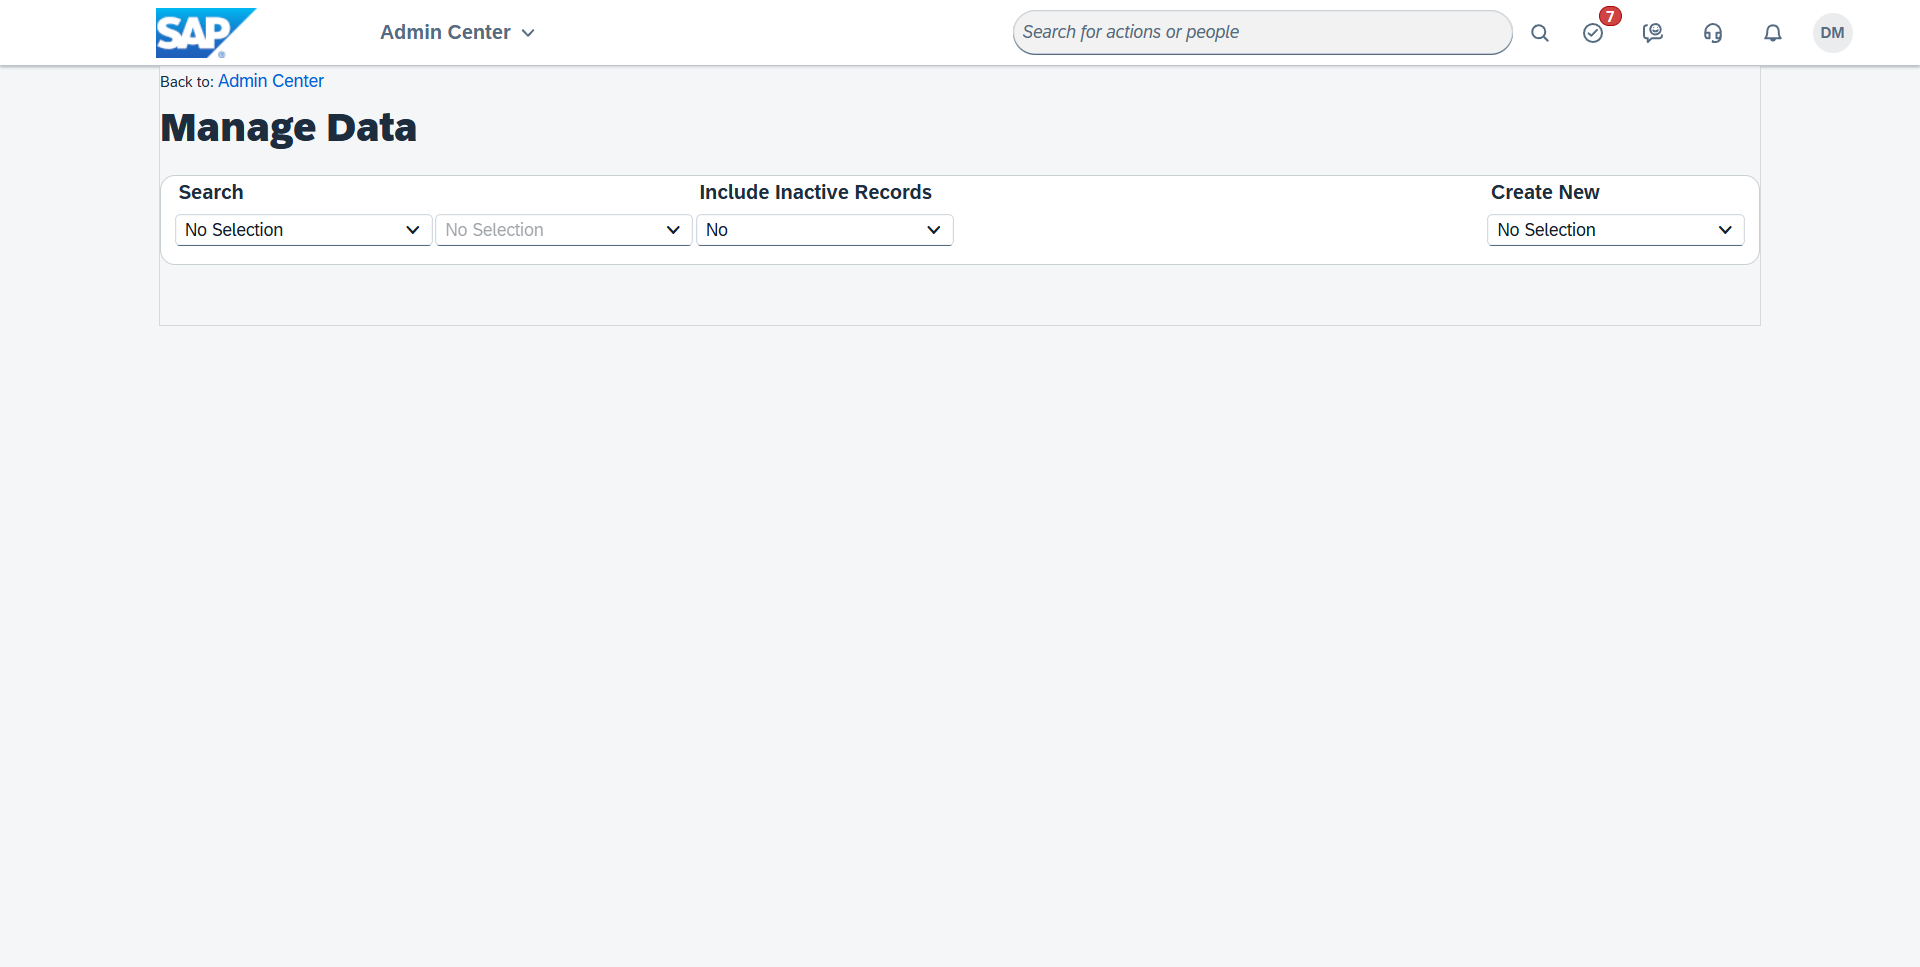 SAP
Admin Center
Search for actions or people
7
DM
Back to: Admin Center
Manage Data
Search
Include Inactive Records
Create New
No Selection
No Selection
No
No Selection